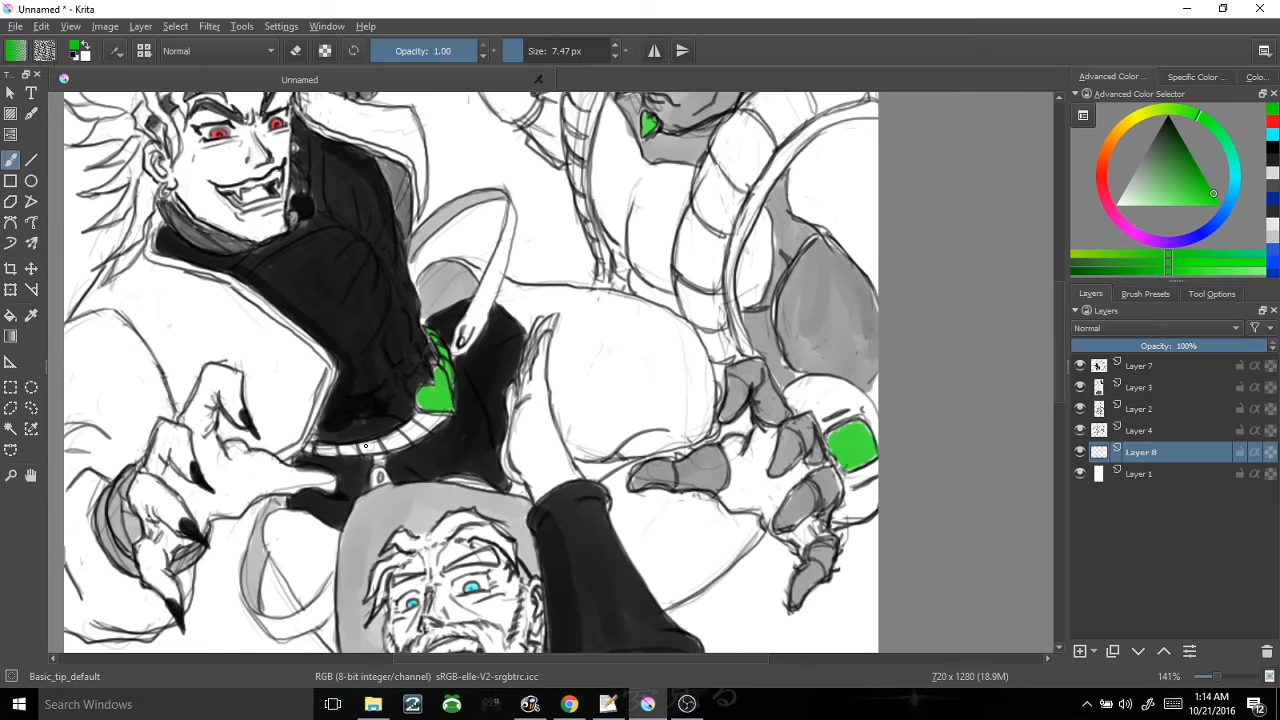 Unnamed * - Krita
File Edit View Image Layer Select Filter Tools Settings Window Help
Normal Opacity: 1.00 Size: 7.47 px
Unnamed
T...
Advanced Color ... Specific Color ... Colo...
Advanced Color Selector
Layers Brush Presets Tool Options
Layers
Normal
Opacity: 100%
Layer 7
Layer 3
Layer 2
Layer 4
Layer 8
Layer 1
Basic_tip_default RGB (8-bit integer/channel) sRGB-elle-V2-srgbtrc.icc 720 x 1280 (18.9M) 141%
Search Windows
1:14 AM
10/21/2016